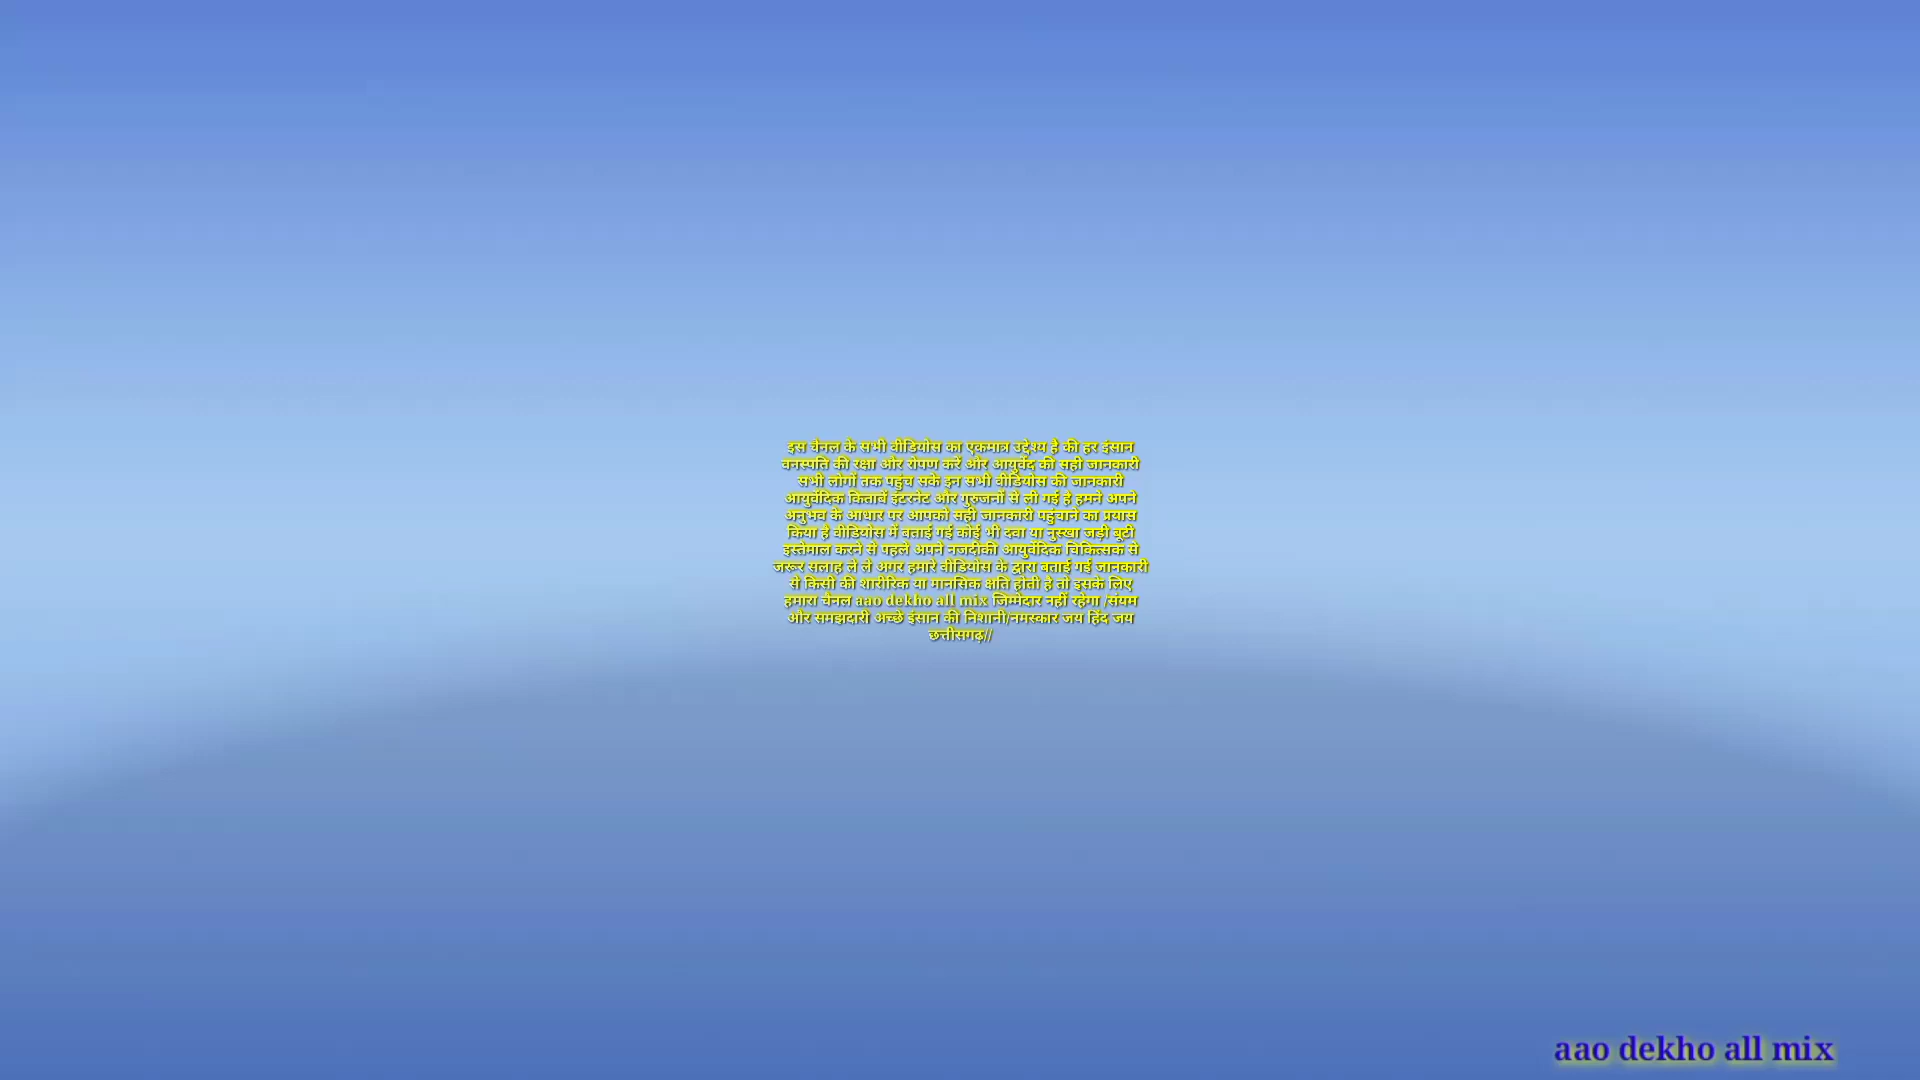 इस चैनल के सभी वीडियोस का एकमात्र उद्देश्य है की हर इंसान
वनस्पति की रक्षा और रोपण करें और आयुर्वेद की सही जानकारी
सभी लोगों तक पहुंच सके इन सभी वीडियोस की जानकारी
आयुर्वेदिक किताबें इंटरनेट और गुरुजनों से ली गई है हमने अपने
अनुभव के आधार पर आपको सही जानकारी पहुंचाने का प्रयास
किया है वीडियोस में बताई गई कोई भी दवा या नुस्खा जड़ी बूटी
इस्तेमाल करने से पहले अपने नजदीकी आयुर्वेदिक चिकित्सक से
जरूर सलाह ले ले अगर हमारे वीडियोस के द्वारा बताई गई जानकारी
से किसी की शारीरिक या मानसिक क्षति होती है तो इसके लिए
हमारा चैनल aao dekho all mix जिम्मेदार नहीं रहेगा /संयम
और समझदारी अच्छे इंसान की निशानी/नमस्कार जय हिंद जय
छत्तीसगढ़//
aao dekho all mix